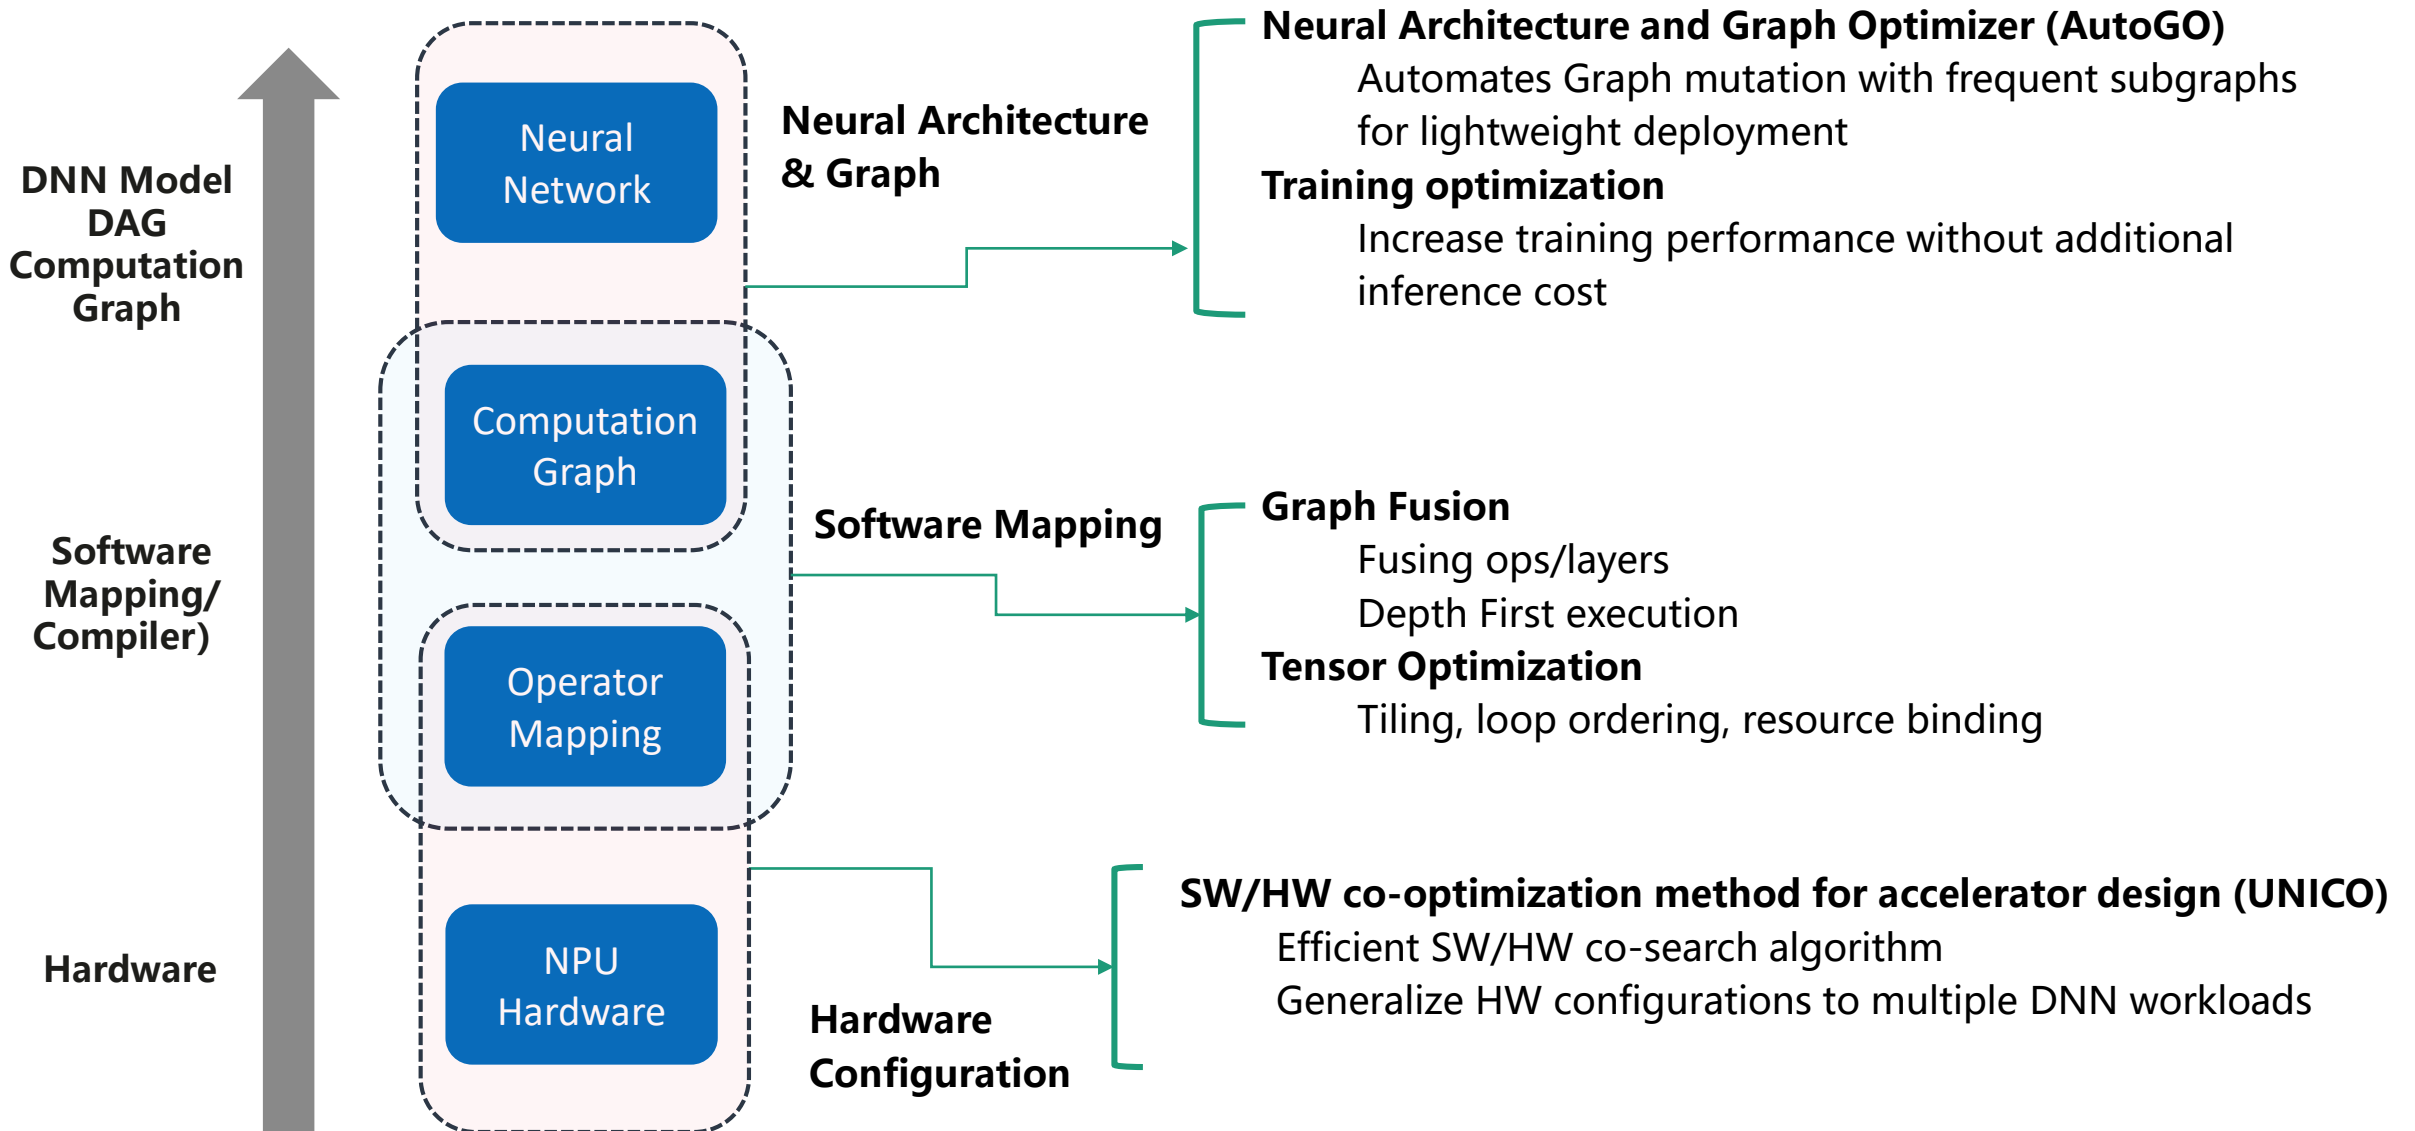 DNN Model
DAG
Computation
Graph
Software
Mapping/
Compiler)
Hardware
Neural
Network
Computation
Graph
Operator
Mapping
NPU
Hardware
Neural Architecture
& Graph
Software Mapping
Hardware
Configuration
Neural Architecture and Graph Optimizer (AutoGO)
Automates Graph mutation with frequent subgraphs
for lightweight deployment
Training optimization
Increase training performance without additional
inference cost
Graph Fusion
Fusing ops/layers
Depth First execution
Tensor Optimization
Tiling, loop ordering, resource binding
SW/HW co-optimization method for accelerator design (UNICO)
Efficient SW/HW co-search algorithm
Generalize HW configurations to multiple DNN workloads